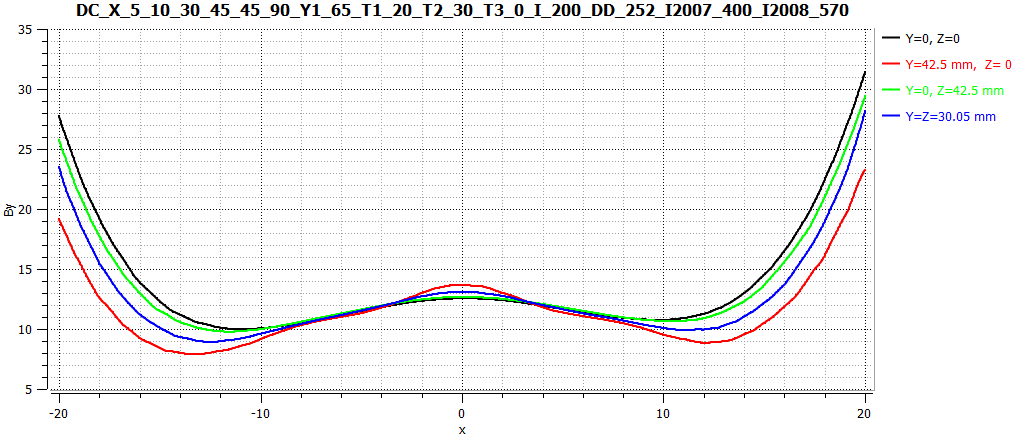 DC_X_5_10_30_45_45_90_Y1_65_T1_20_T2_30_T3_0_I_200_DD_252_I2007_400_I2008_570
35
30
25
20
15
10
5
By
-20
-10
0
10
20
x
Y=0, Z=0
Y=42.5 mm, Z= 0
Y=0, Z=42.5 mm
Y=Z=30.05 mm